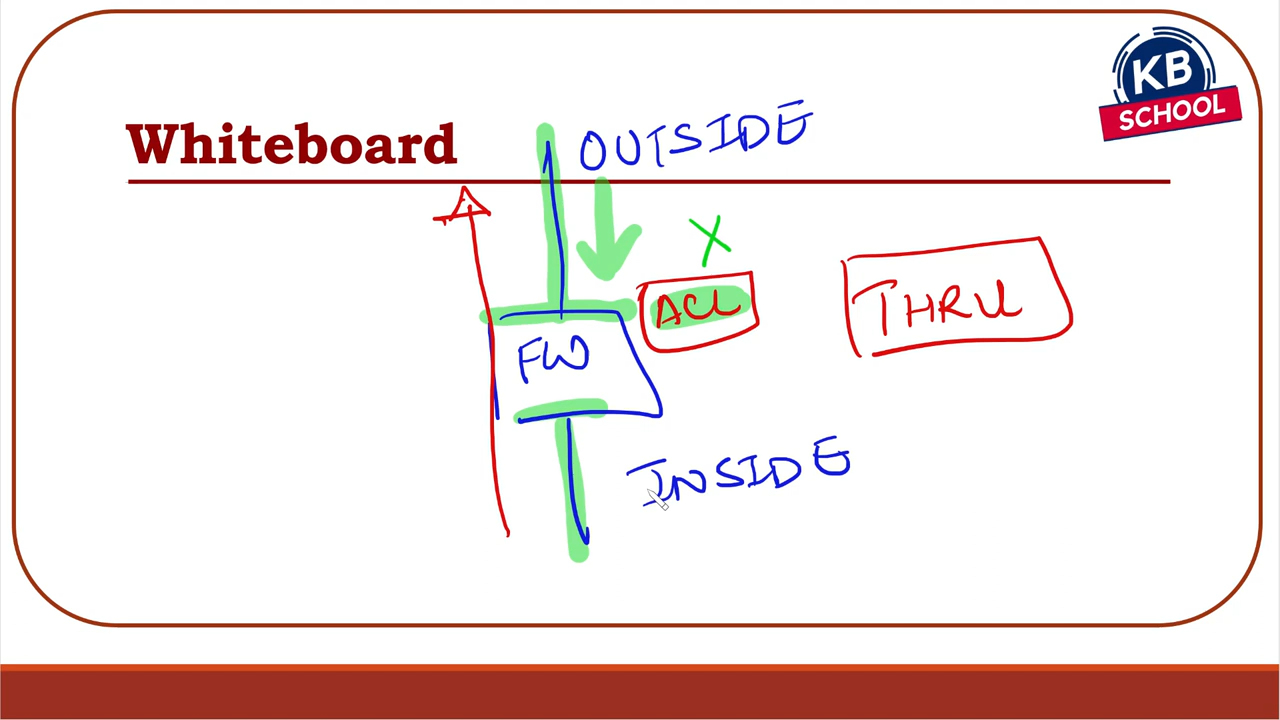 KB
SCHOOL
Whiteboard
OUTSIDE
X
ACL
THRU
FW
INSIDE